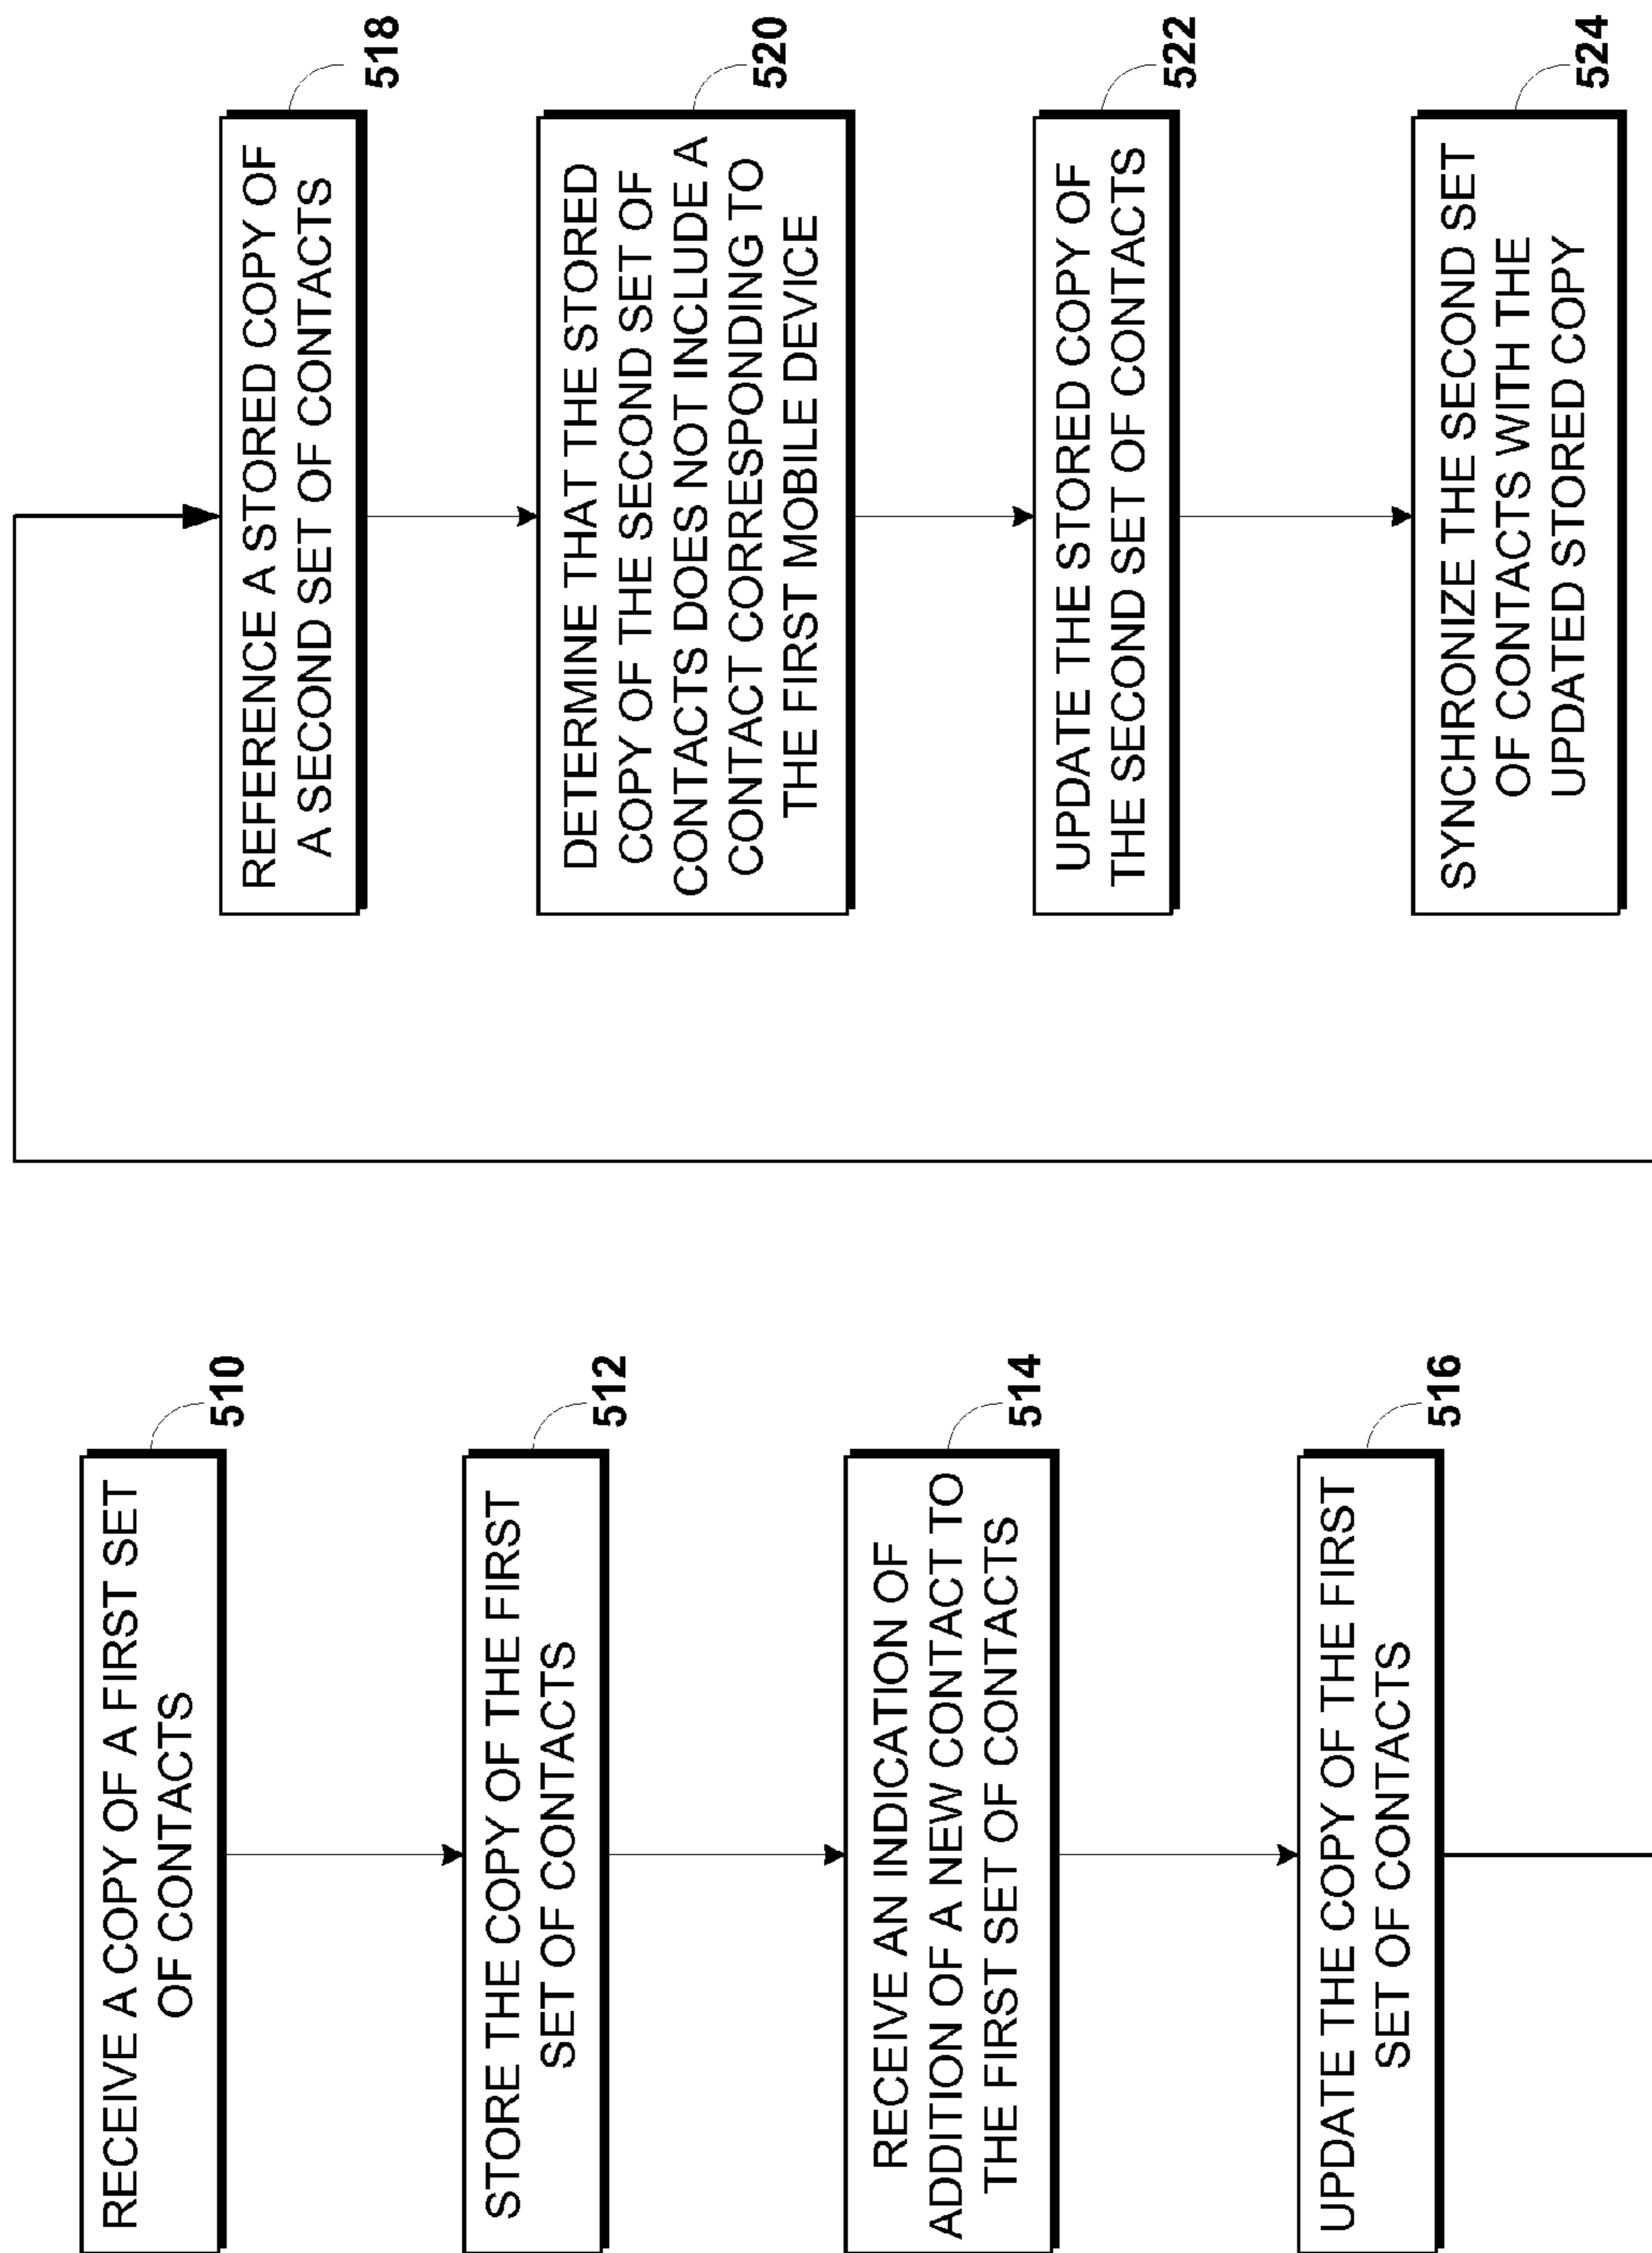 RECEIVE A COPY OF A FIRST SET
OF CONTACTS
510
STORE THE COPY OF THE FIRST
SET OF CONTACTS
512
RECEIVE AN INDICATION OF
ADDITION OF A NEW CONTACT TO
THE FIRST SET OF CONTACTS
514
UPDATE THE COPY OF THE FIRST
SET OF CONTACTS
516
REFERENCE A STORED COPY OF
A SECOND SET OF CONTACTS
518
DETERMINE THAT THE STORED
COPY OF THE SECOND SET OF
CONTACTS DOES NOT INCLUDE A
CONTACT CORRESPONDING TO
THE FIRST MOBILE DEVICE
520
UPDATE THE STORED COPY OF
THE SECOND SET OF CONTACTS
522
SYNCHRONIZE THE SECOND SET
OF CONTACTS WITH THE
UPDATED STORED COPY
524